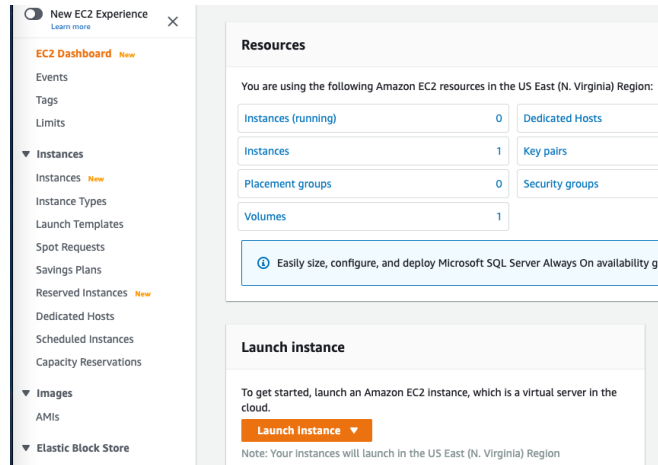 New EC2 Experience
Learn more
EC2 Dashboard New
Events
Tags
Limits
Instances
Instances New
Instance Types
Launch Templates
Spot Requests
Savings Plans
Reserved Instances New
Dedicated Hosts
Scheduled Instances
Capacity Reservations
Images
AMIs
Elastic Block Store
Resources
You are using the following Amazon EC2 resources in the US East (N. Virginia) Region:
Instances (running) 0 Dedicated Hosts
Instances 1 Key pairs
Placement groups 0 Security groups
Volumes 1
Easily size, configure, and deploy Microsoft SQL Server Always On availability g
Launch instance
To get started, launch an Amazon EC2 instance, which is a virtual server in the
cloud.
Launch instance
Note: Your instances will launch in the US East (N. Virginia) Region